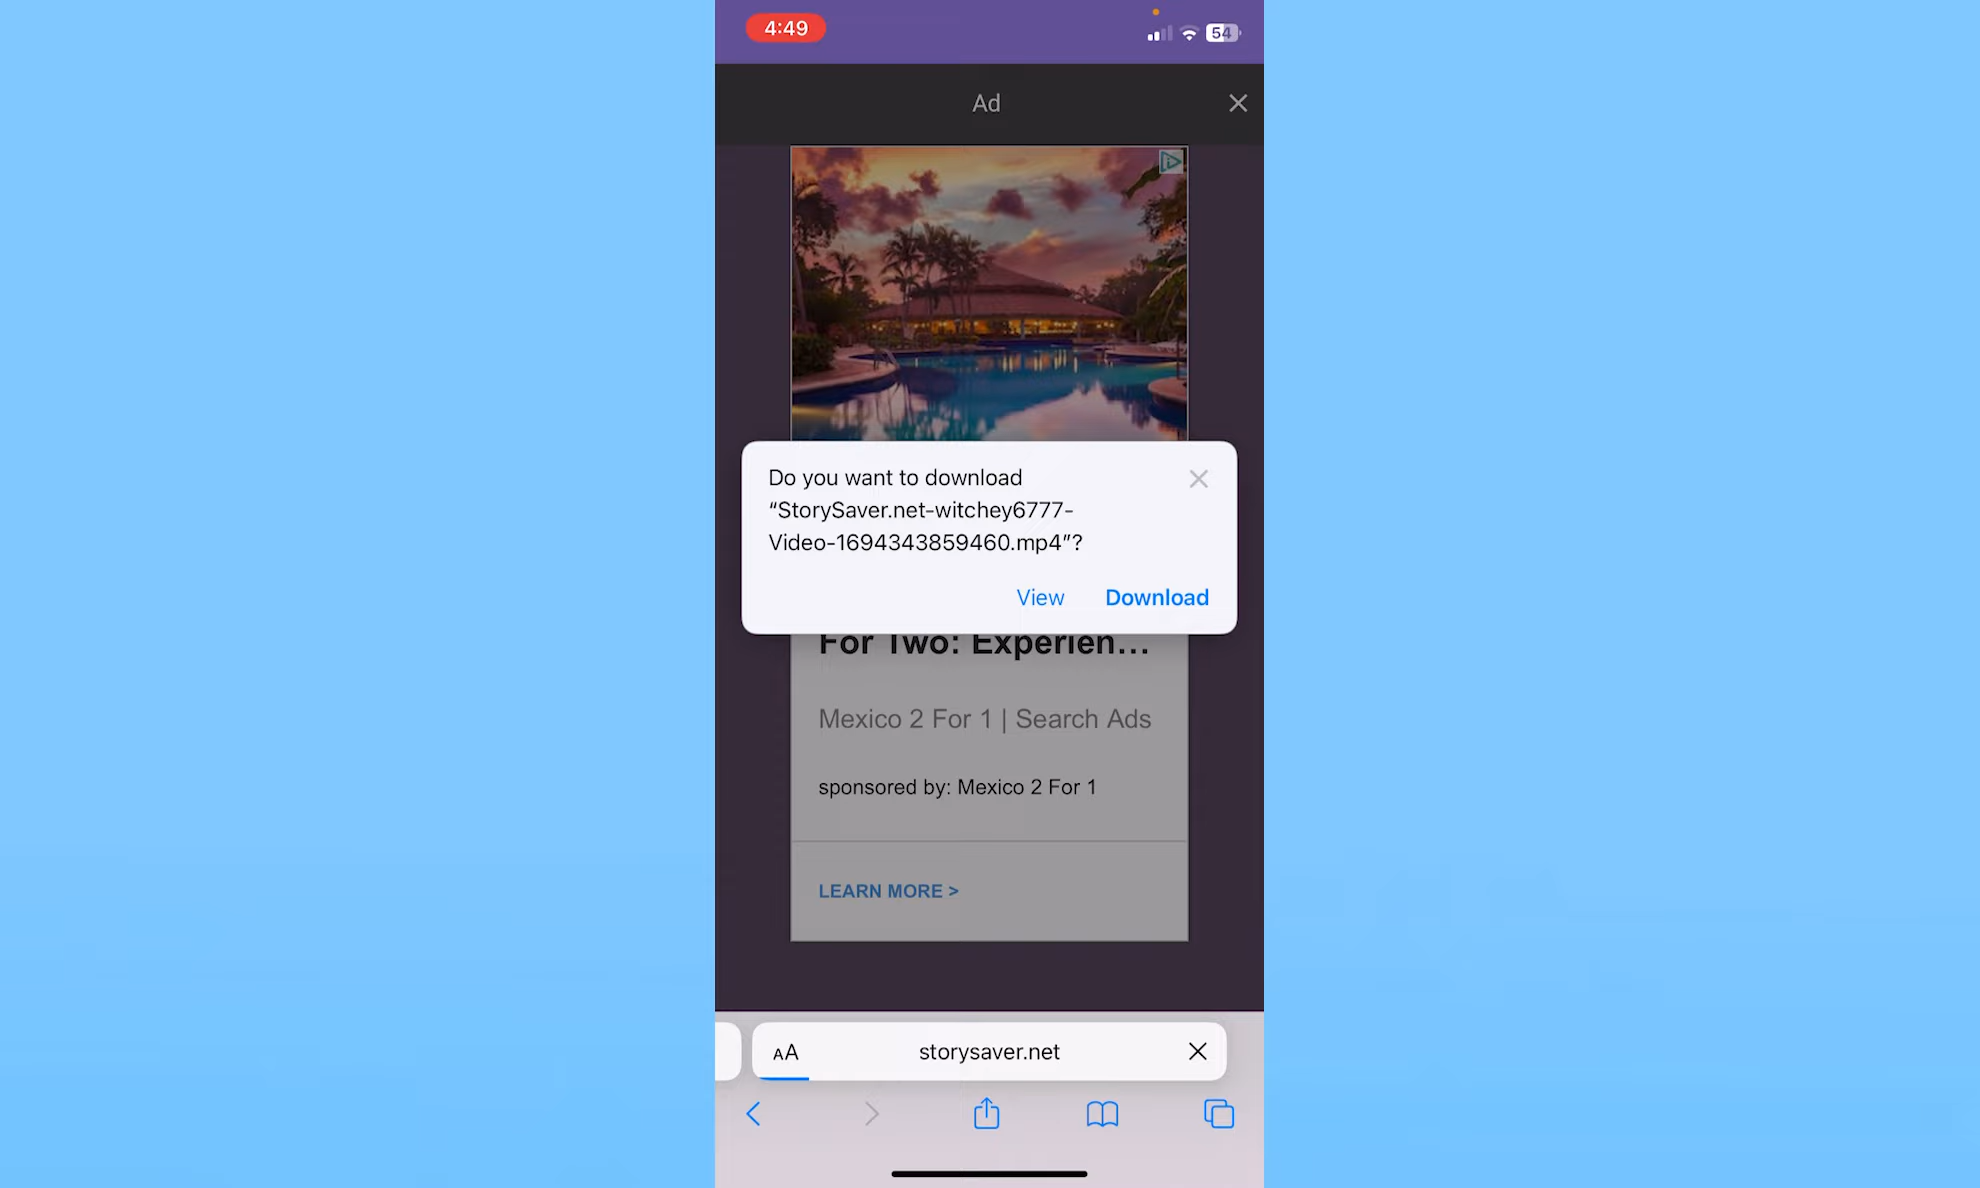 4:49
54
Ad
Do you want to download
“StorySaver.net-witchey6777-
Video-1694343859460.mp4”?
View Download
For Two: Experien...
Mexico 2 For 1 | Search Ads
sponsored by: Mexico 2 For 1
LEARN MORE >
AA storysaver.net